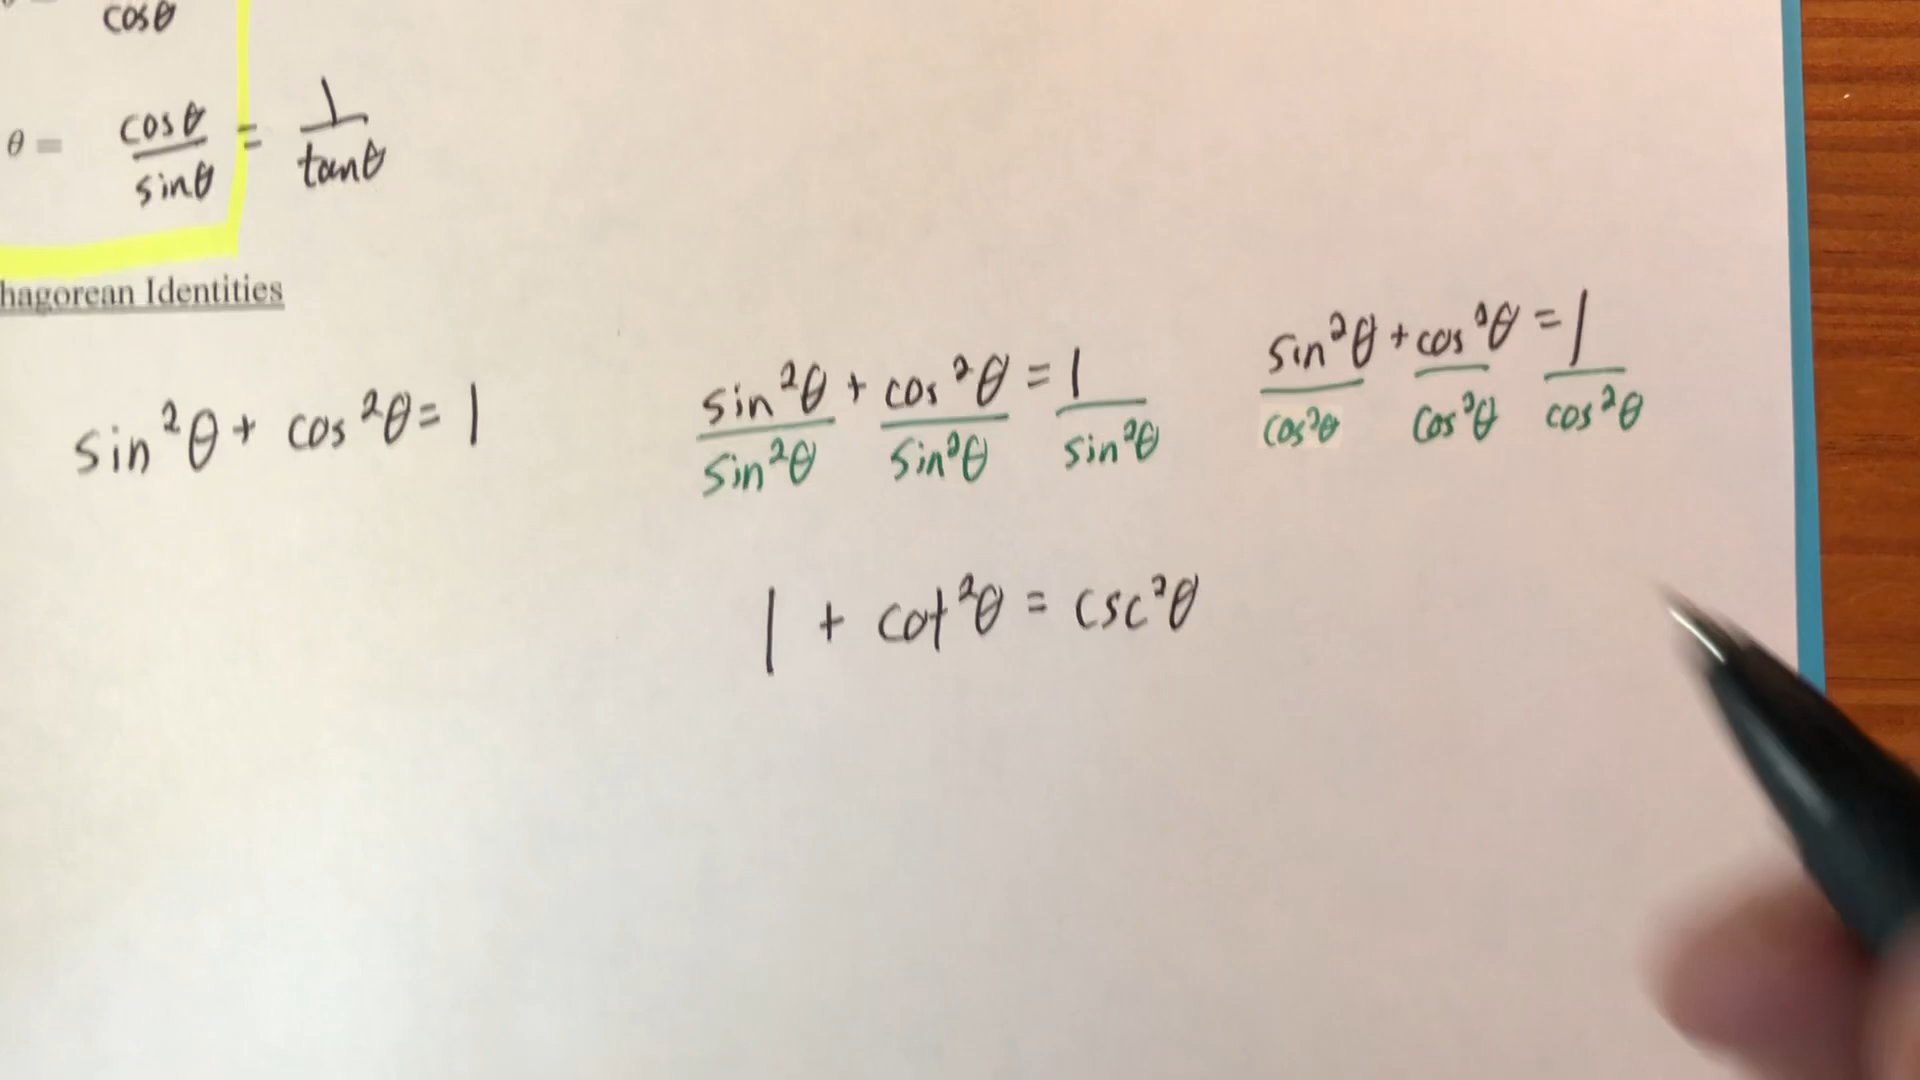 cosθ
θ = cosθ/sinθ = 1/tanθ
hagorean Identities
sin²θ + cos²θ = 1
sin²θ/sin²θ + cos²θ/sin²θ = 1/sin²θ
sin²θ/cos²θ + cos²θ/cos²θ = 1/cos²θ
1 + cot²θ = csc²θ